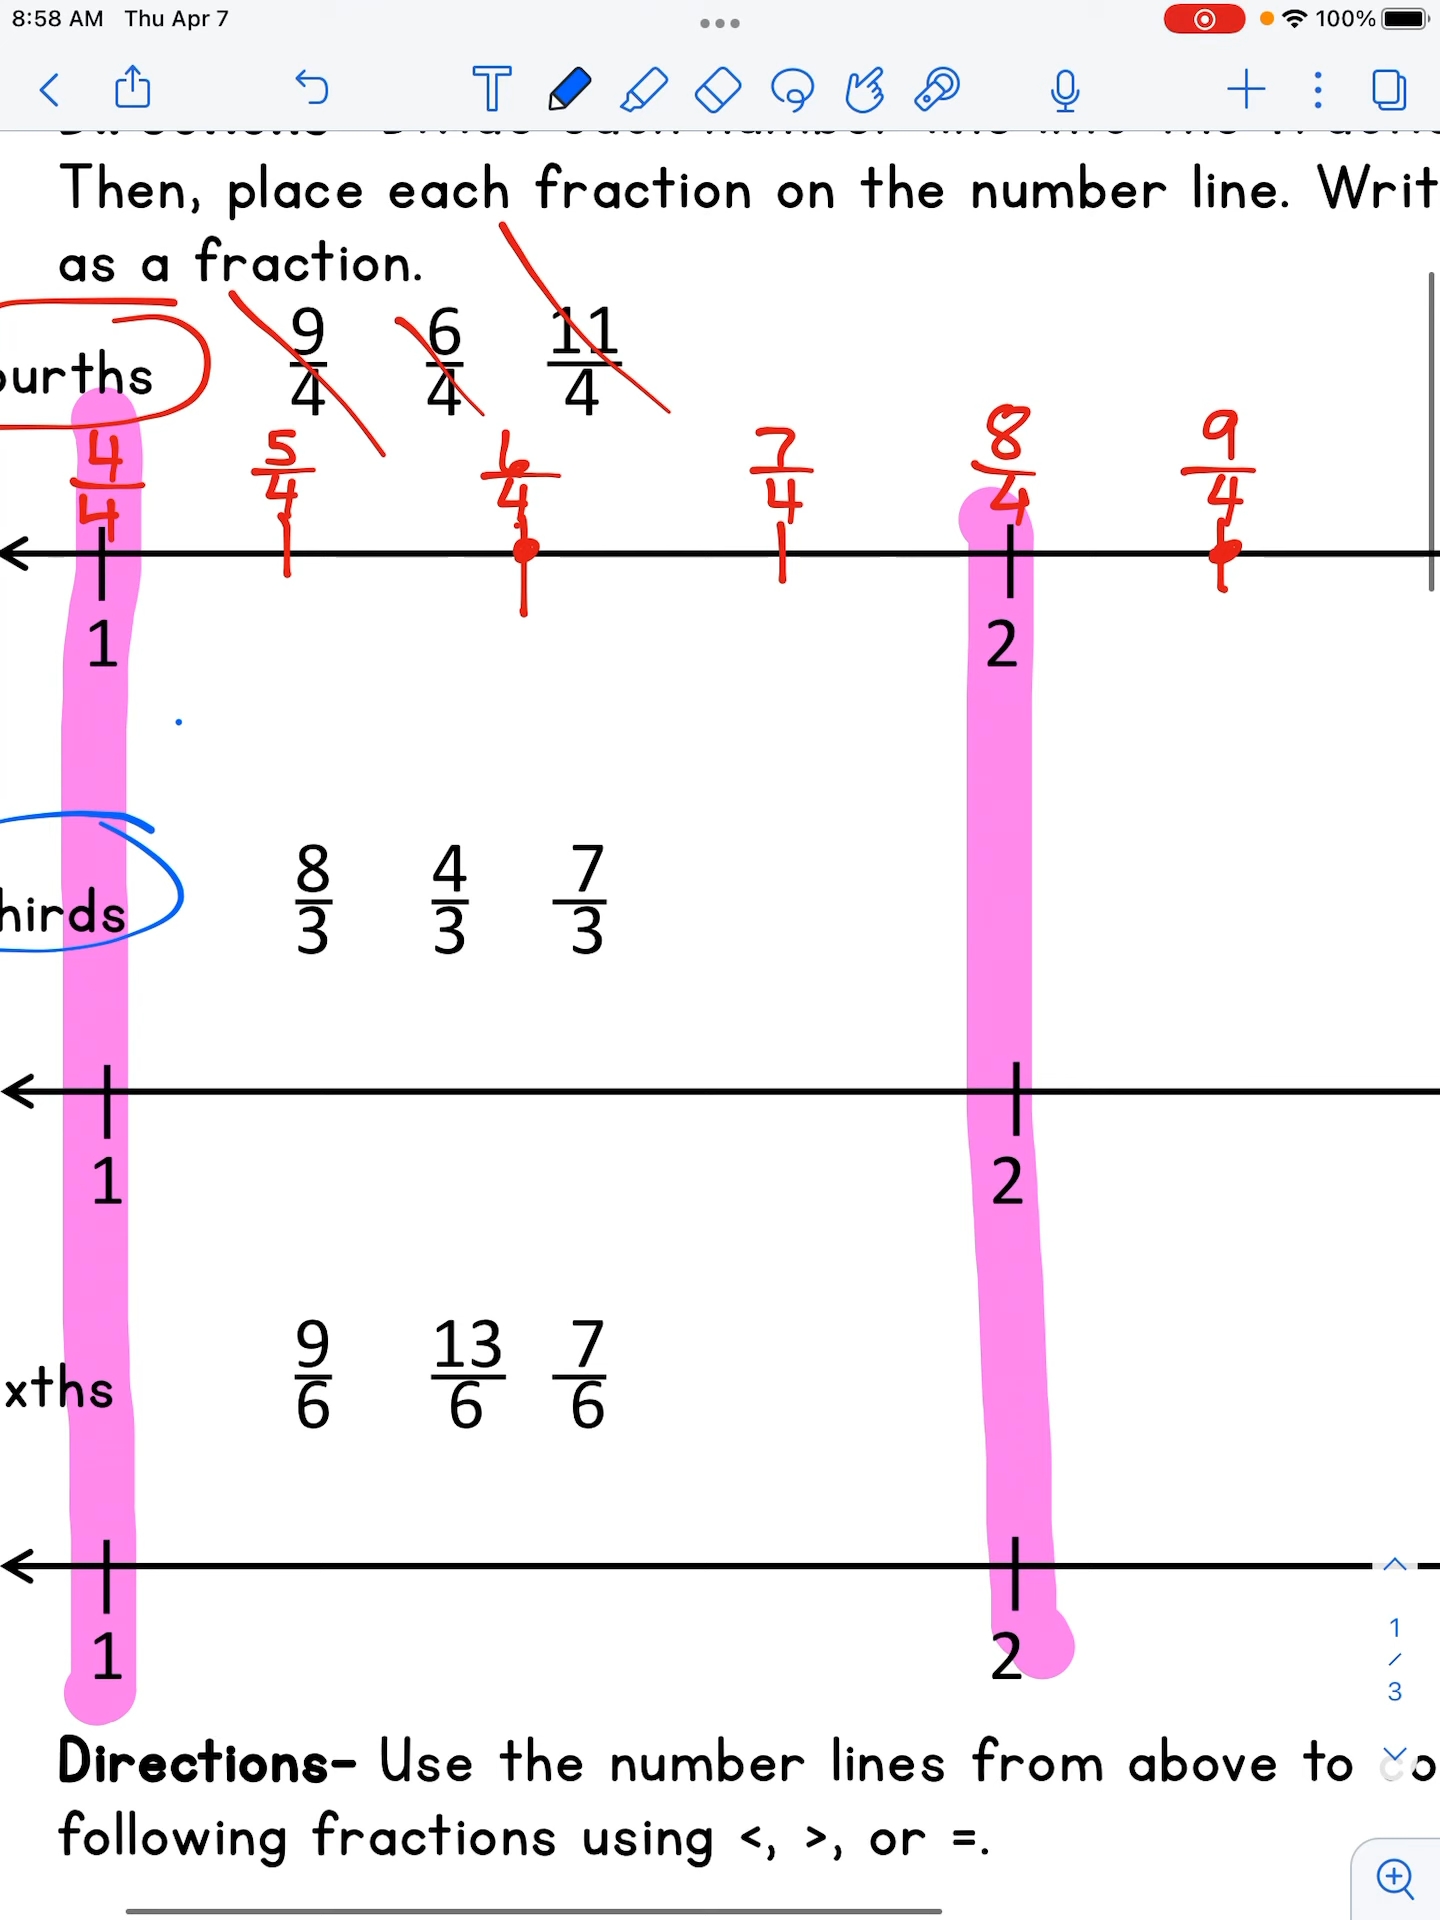 8:58 AM Thu Apr 7 100%
Then, place each fraction on the number line. Writ
as a fraction.
ourths 9/4 6/4 11/4
4/4 5/4 6/4 7/4 8/4 9/4
1 2
hirds 8/3 4/3 7/3
1 2
xths 9/6 13/6 7/6
1 2
1
/
3
Directions- Use the number lines from above to co
following fractions using <, >, or =.